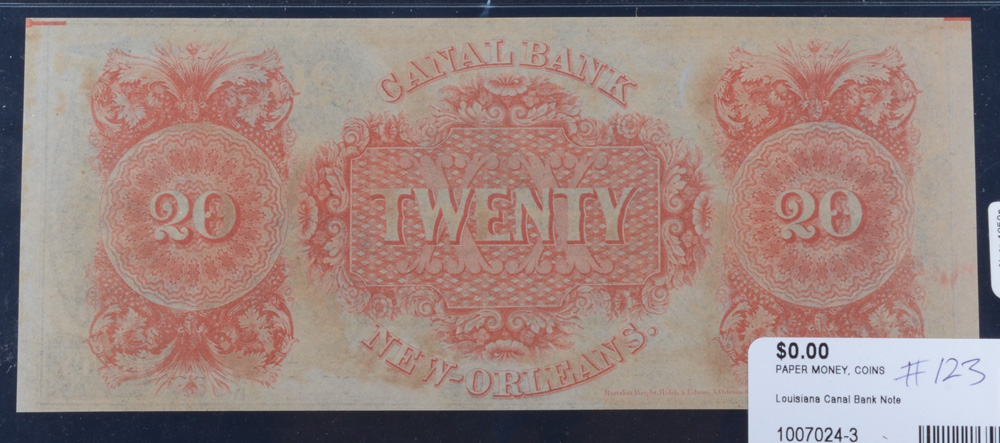 CANAL BANK
20
XX
TWENTY
20
NEW-ORLEANS.
$0.00
PAPER MONEY, COINS
#123
Louisiana Canal Bank Note
1007024-3